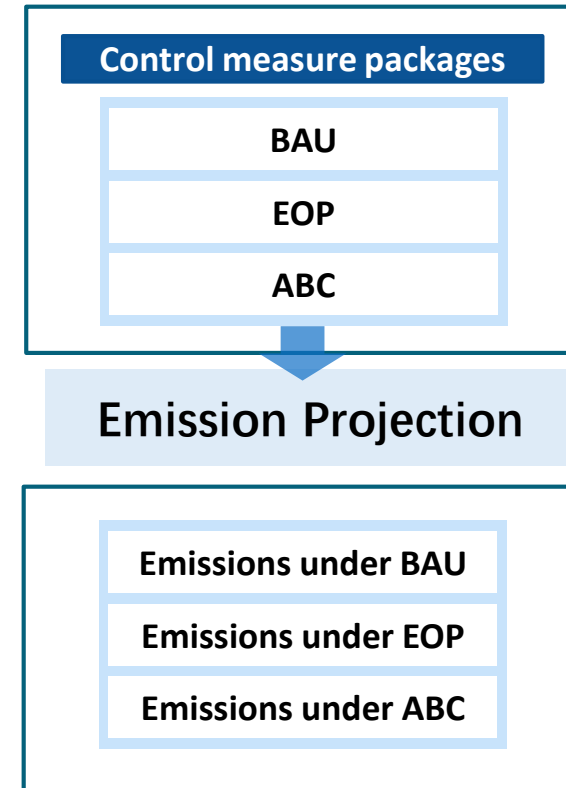 Control measure packages
BAU
EOP
ABC
Emission Projection
Emissions under BAU
Emissions under EOP
Emissions under ABC